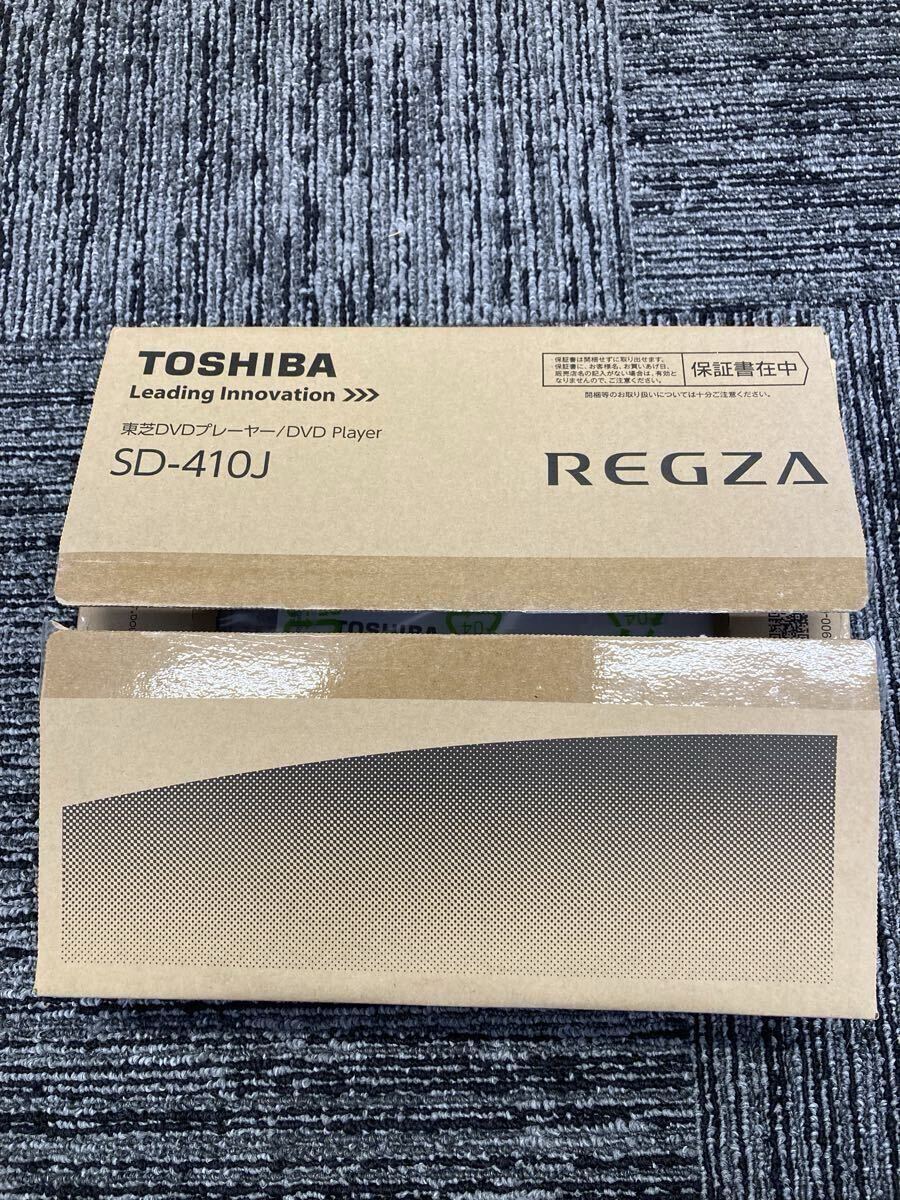 TOSHIBA
Leading Innovation >>>
保証書は開梱せずに取り出せます。
保証書に、お客様名、お買いあげ日、
販売店名の記入がない場合は、有効と
なりませんので、ご注意ください。
保証書在中
開梱等のお取り扱いについては十分ご注意ください。
東芝DVDプレーヤー/DVD Player
SD-410J
REGZA
TOSHIBA